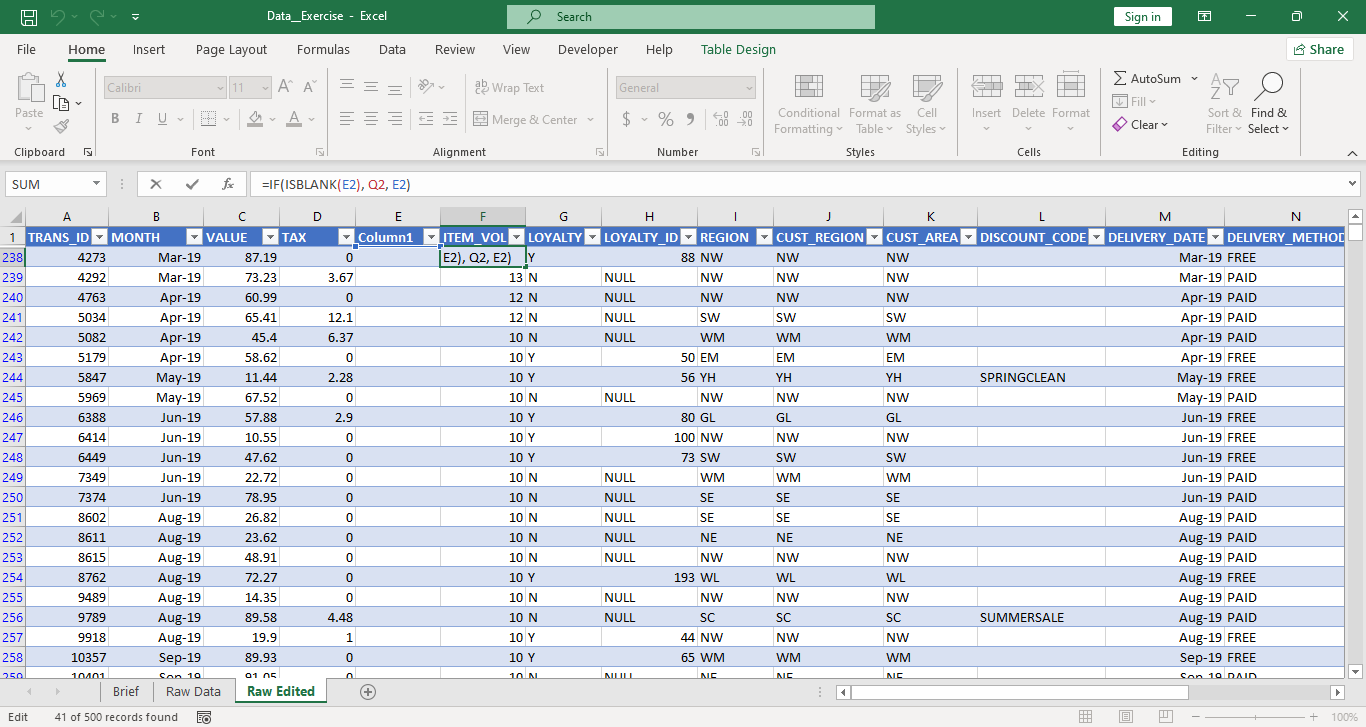 Data__Exercise - Excel
Search
Sign in
File Home Insert Page Layout Formulas Data Review View Developer Help Table Design Share
Paste
Calibri 11
B I U A
Wrap Text
Merge & Center
General
$ %
Conditional Formatting
Format as Table
Cell Styles
Insert Delete Format
AutoSum
Fill
Clear
Sort & Filter
Find & Select
Clipboard Font Alignment Number Styles Cells Editing
SUM fx =IF(ISBLANK(E2), Q2, E2)
A B C D E F G H I J K L M N
1 TRANS_ID MONTH VALUE TAX Column1 ITEM_VOL LOYALTY LOYALTY_ID REGION CUST_REGION CUST_AREA DISCOUNT_CODE DELIVERY_DATE DELIVERY_METHOD
238 4273 Mar-19 87.19 0 E2), Q2, E2) Y 88 NW NW NW Mar-19 FREE
239 4292 Mar-19 73.23 3.67 13 N NULL NW NW NW Mar-19 PAID
240 4763 Apr-19 60.99 0 12 N NULL NW NW NW Apr-19 PAID
241 5034 Apr-19 65.41 12.1 12 N NULL SW SW SW Apr-19 PAID
242 5082 Apr-19 45.4 6.37 10 N NULL WM WM WM Apr-19 PAID
243 5179 Apr-19 58.62 0 10 Y 50 EM EM EM Apr-19 FREE
244 5847 May-19 11.44 2.28 10 Y 56 YH YH YH SPRINGCLEAN May-19 FREE
245 5969 May-19 67.52 0 10 N NULL NW NW NW May-19 PAID
246 6388 Jun-19 57.88 2.9 10 Y 80 GL GL GL Jun-19 FREE
247 6414 Jun-19 10.55 0 10 Y 100 NW NW NW Jun-19 FREE
248 6449 Jun-19 47.62 0 10 Y 73 SW SW SW Jun-19 FREE
249 7349 Jun-19 22.72 0 10 N NULL WM WM WM Jun-19 PAID
250 7374 Jun-19 78.95 0 10 N NULL SE SE SE Jun-19 PAID
251 8602 Aug-19 26.82 0 10 N NULL SE SE SE Aug-19 PAID
252 8611 Aug-19 23.62 0 10 N NULL NE NE NE Aug-19 PAID
253 8615 Aug-19 48.91 0 10 N NULL NW NW NW Aug-19 PAID
254 8762 Aug-19 72.27 0 10 Y 193 WL WL WL Aug-19 FREE
255 9489 Aug-19 14.35 0 10 N NULL NW NW NW Aug-19 PAID
256 9789 Aug-19 89.58 4.48 10 N NULL SC SC SC SUMMERSALE Aug-19 PAID
257 9918 Aug-19 19.9 1 10 Y 44 NW NW NW Aug-19 FREE
258 10357 Sep-19 89.93 0 10 Y 65 WM WM WM Sep-19 FREE
259 10401 Sep-19 91.05 0 10 N NULL NE NE NE Sep-19 PAID
Brief Raw Data Raw Edited
Edit 41 of 500 records found 100%